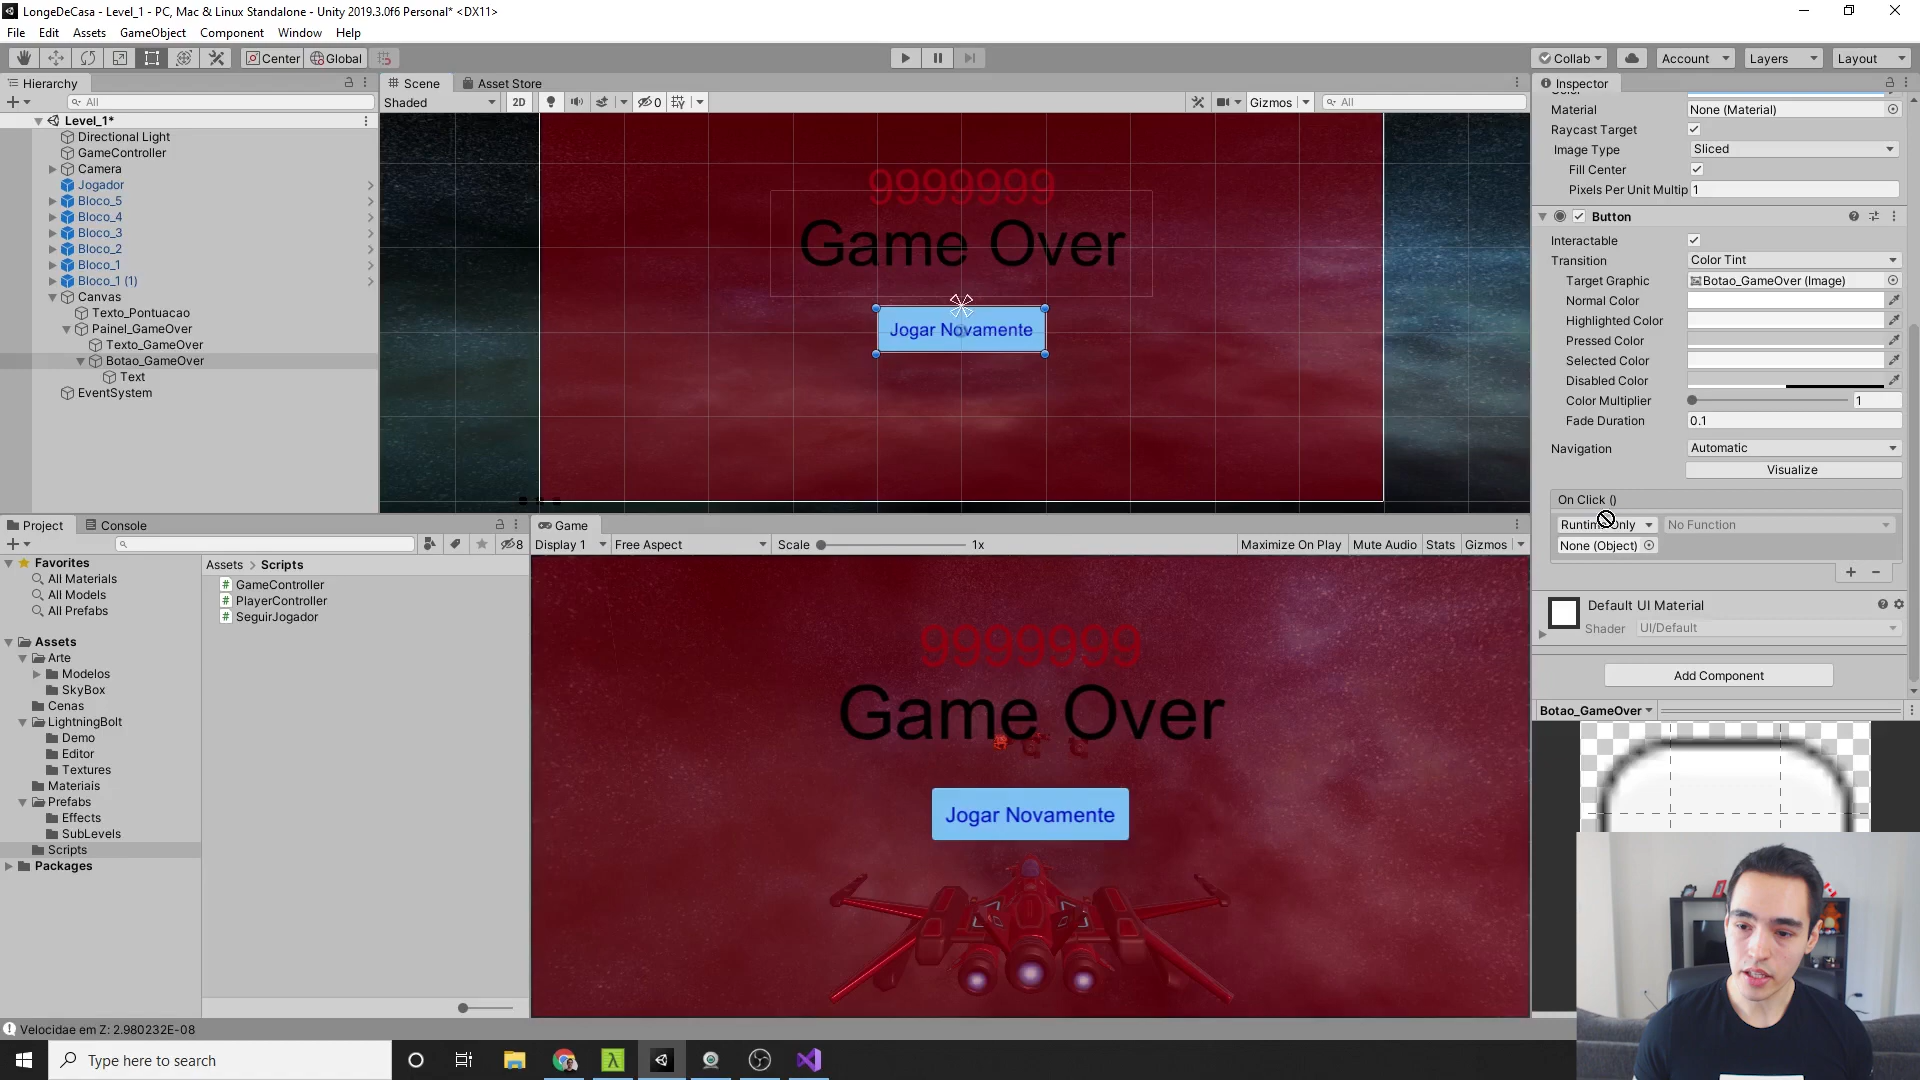 LongeDeCasa - Level_1 - PC, Mac & Linux Standalone - Unity 2019.3.0f6 Personal* <DX11>
File Edit Assets GameObject Component Window Help
Center Global Collab Account Layers Layout
Hierarchy
All
Level_1*
Directional Light
GameController
Camera
Jogador
Bloco_5
Bloco_4
Bloco_3
Bloco_2
Bloco_1
Bloco_1 (1)
Canvas
Texto_Pontuacao
Painel_GameOver
Texto_GameOver
Botao_GameOver
Text
EventSystem
Scene Asset Store
Shaded 2D 0 Gizmos All
9999999
Game Over
Jogar Novamente
Project Console
8
Favorites
All Materials
All Models
All Prefabs
Assets
Arte
Modelos
SkyBox
Cenas
LightningBolt
Demo
Editor
Textures
Materiais
Prefabs
Effects
SubLevels
Scripts
Packages
Assets > Scripts
GameController
PlayerController
SeguirJogador
Game
Display 1 Free Aspect Scale 1x Maximize On Play Mute Audio Stats Gizmos
9999999
Game Over
Jogar Novamente
Inspector
Material None (Material)
Raycast Target
Image Type Sliced
Fill Center
Pixels Per Unit Multip 1
Button
Interactable
Transition Color Tint
Target Graphic Botao_GameOver (Image)
Normal Color
Highlighted Color
Pressed Color
Selected Color
Disabled Color
Color Multiplier 1
Fade Duration 0.1
Navigation Automatic
Visualize
On Click ()
Runtime Only No Function
None (Object)
+ −
Default UI Material
Shader UI/Default
Add Component
Botao_GameOver
Velocidae em Z: 2.980232E-08
Type here to search